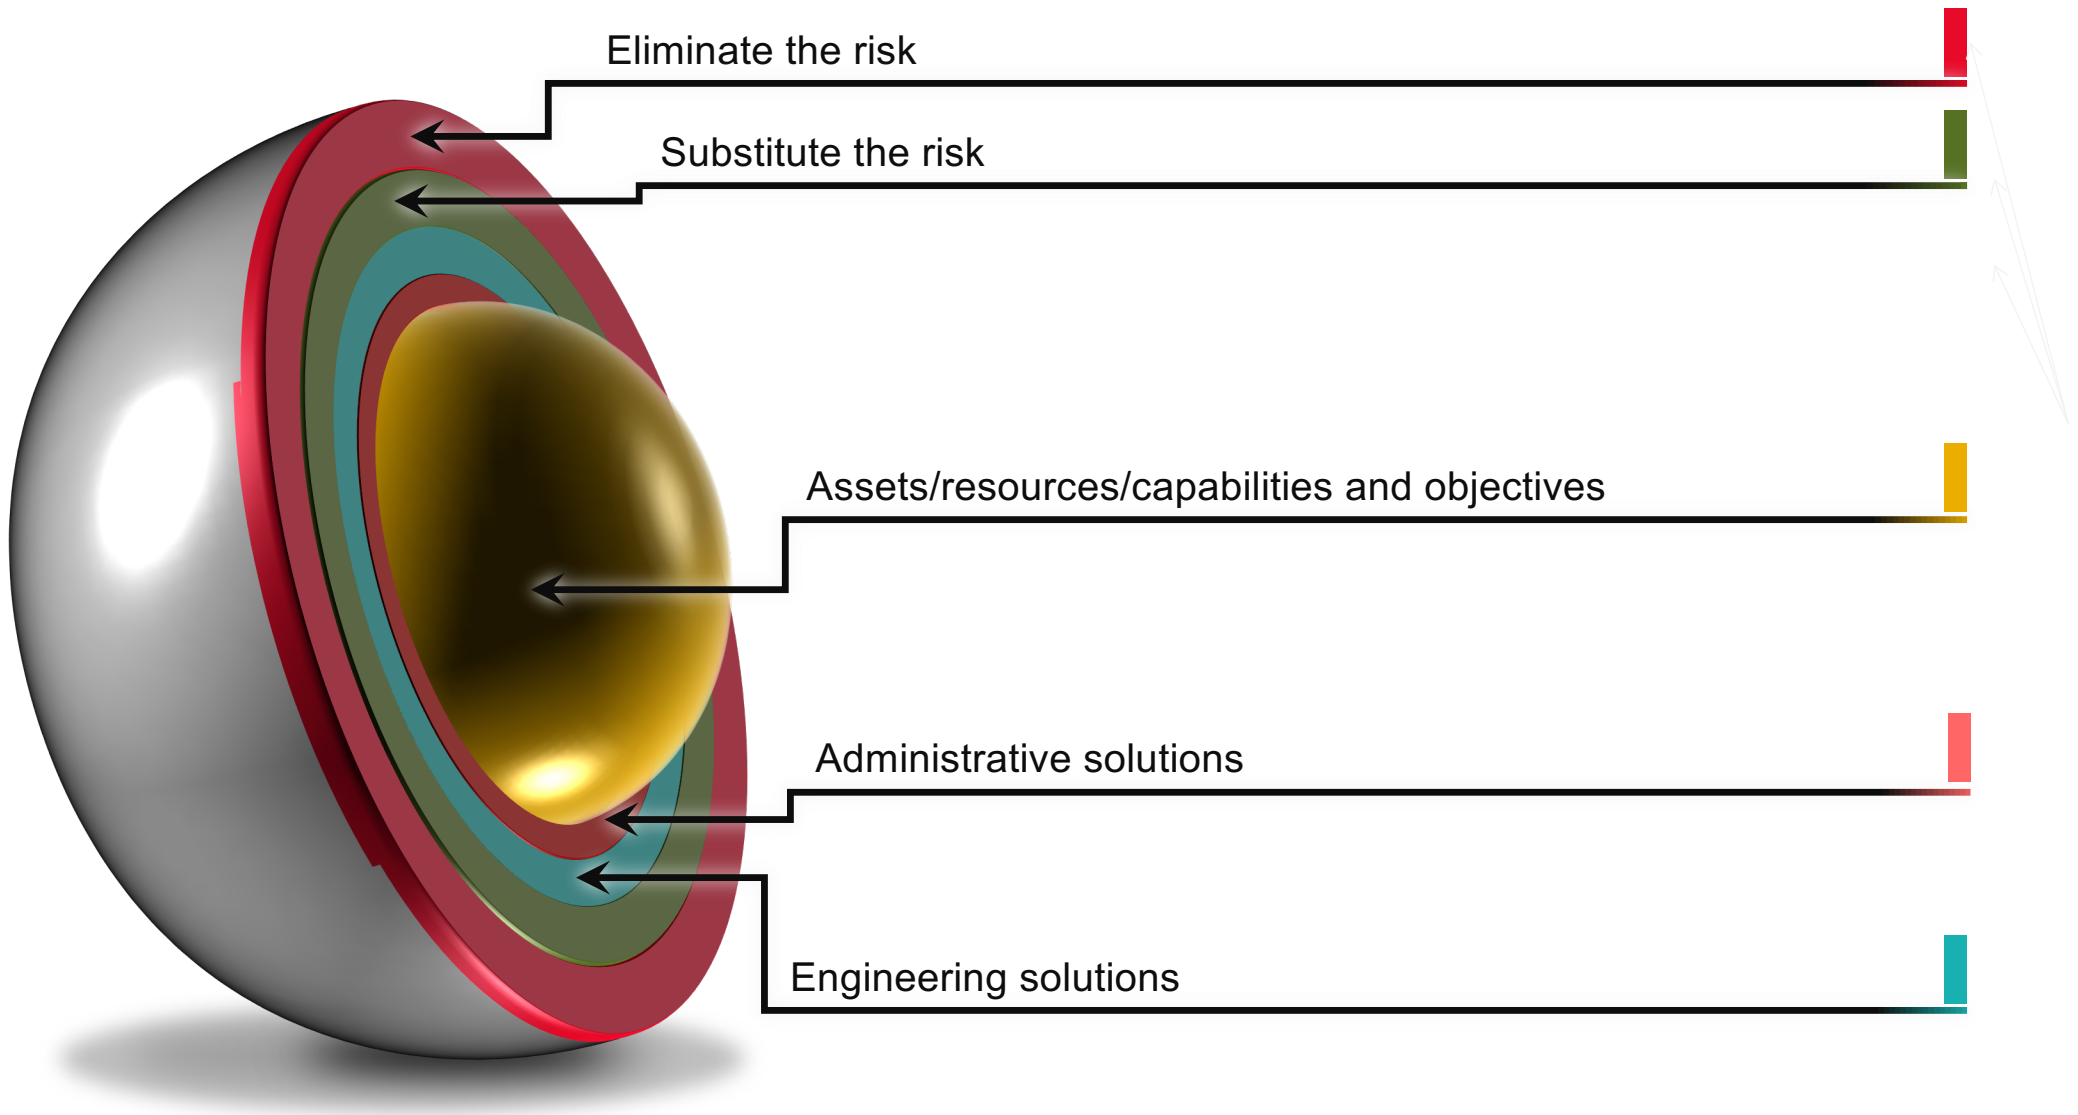 Eliminate the risk
Substitute the risk
Assets/resources/capabilities and objectives
Administrative solutions
Engineering solutions